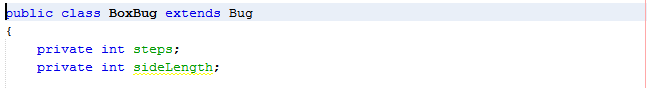 public class BoxBug extends Bug
{
private int steps;
private int sideLength;